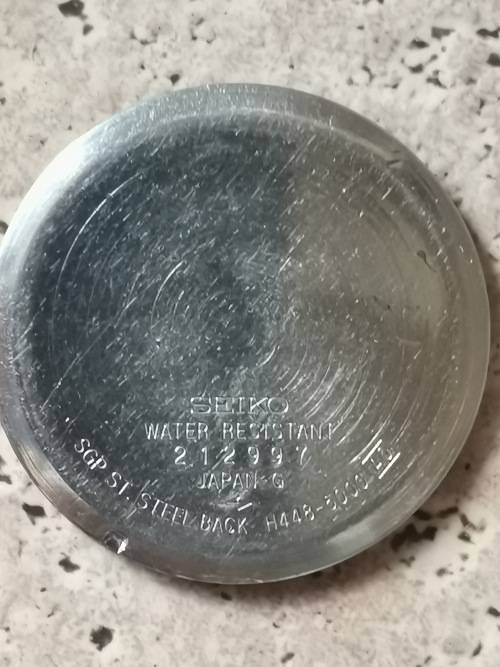 SEIKO
WATER RESISTANT
212997
JAPAN-G
SGP ST. STEEL BACK H448-5000